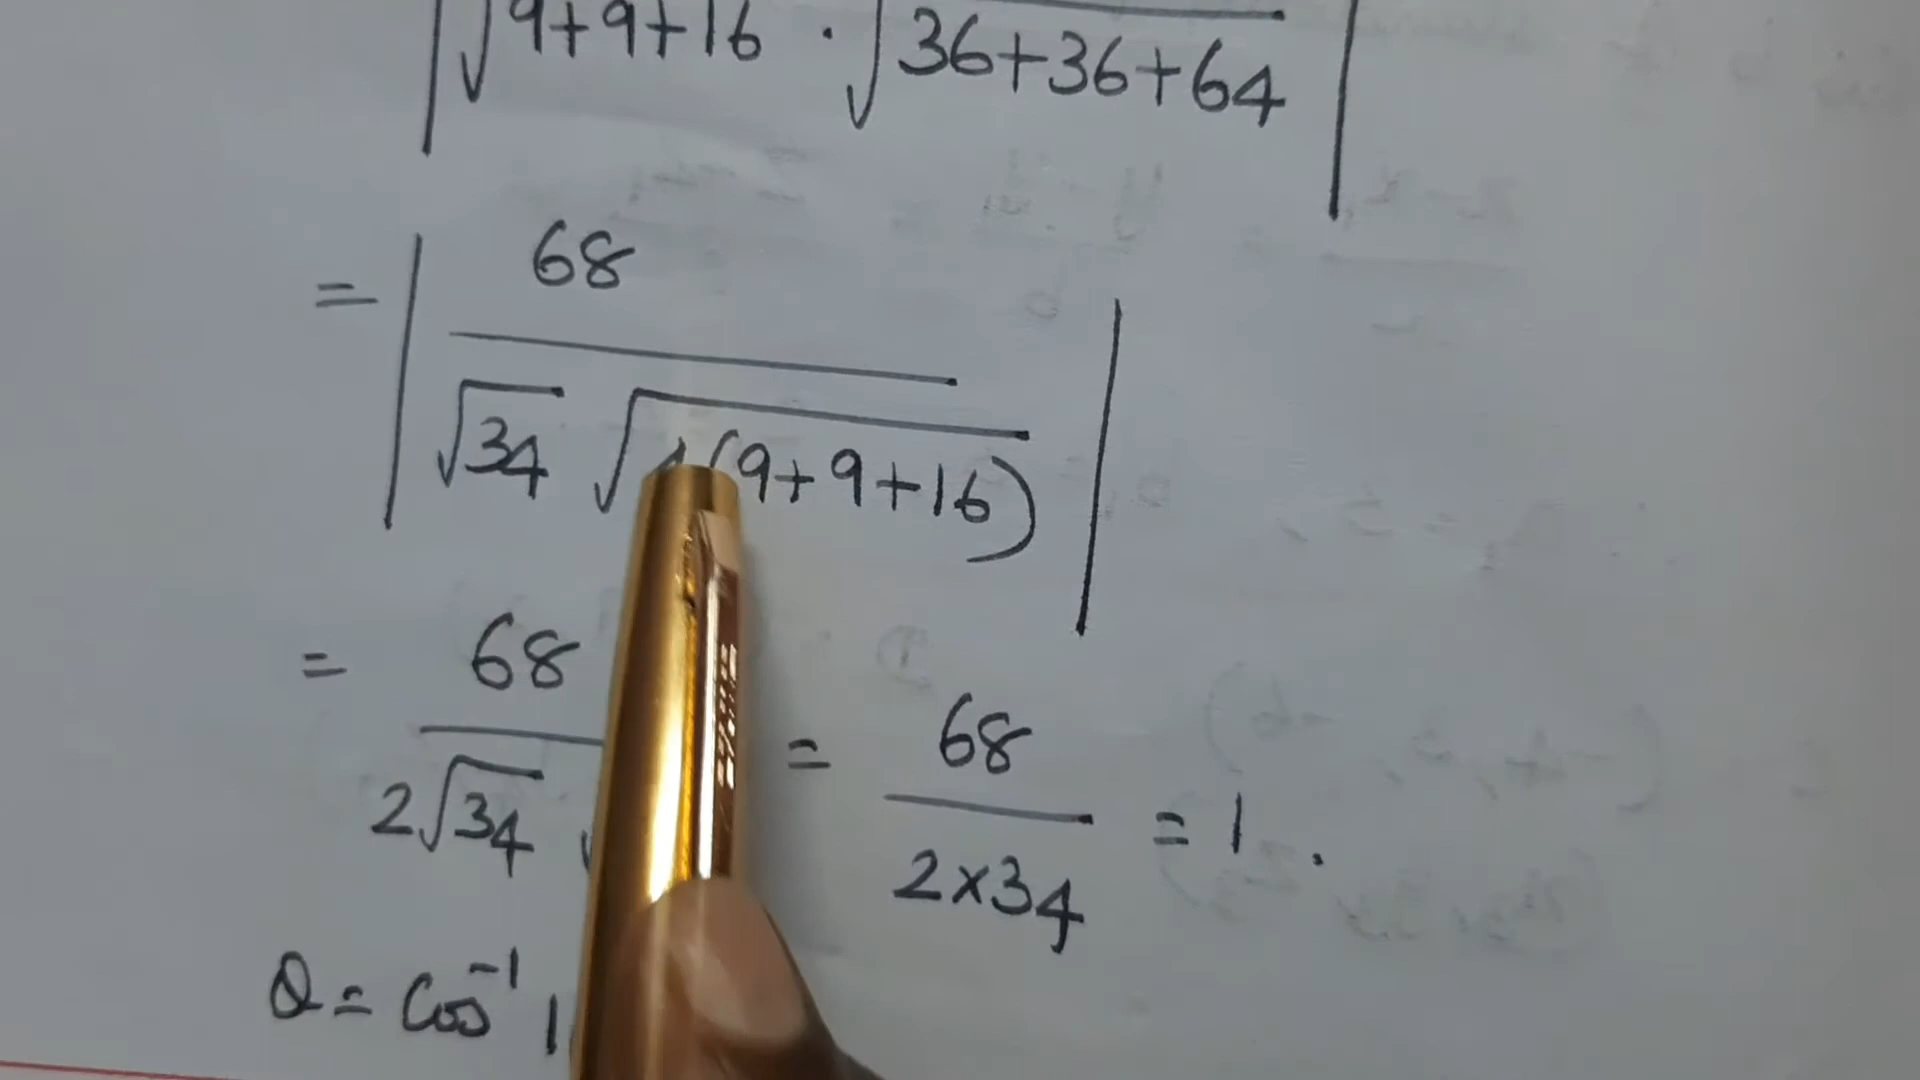 √9+9+16 · √36+36+64
= | 68 / √34 √4(9+9+16) |
= 68 / 2√34 = 68 / 2×34 = 1 .
θ = Cos⁻¹ 1